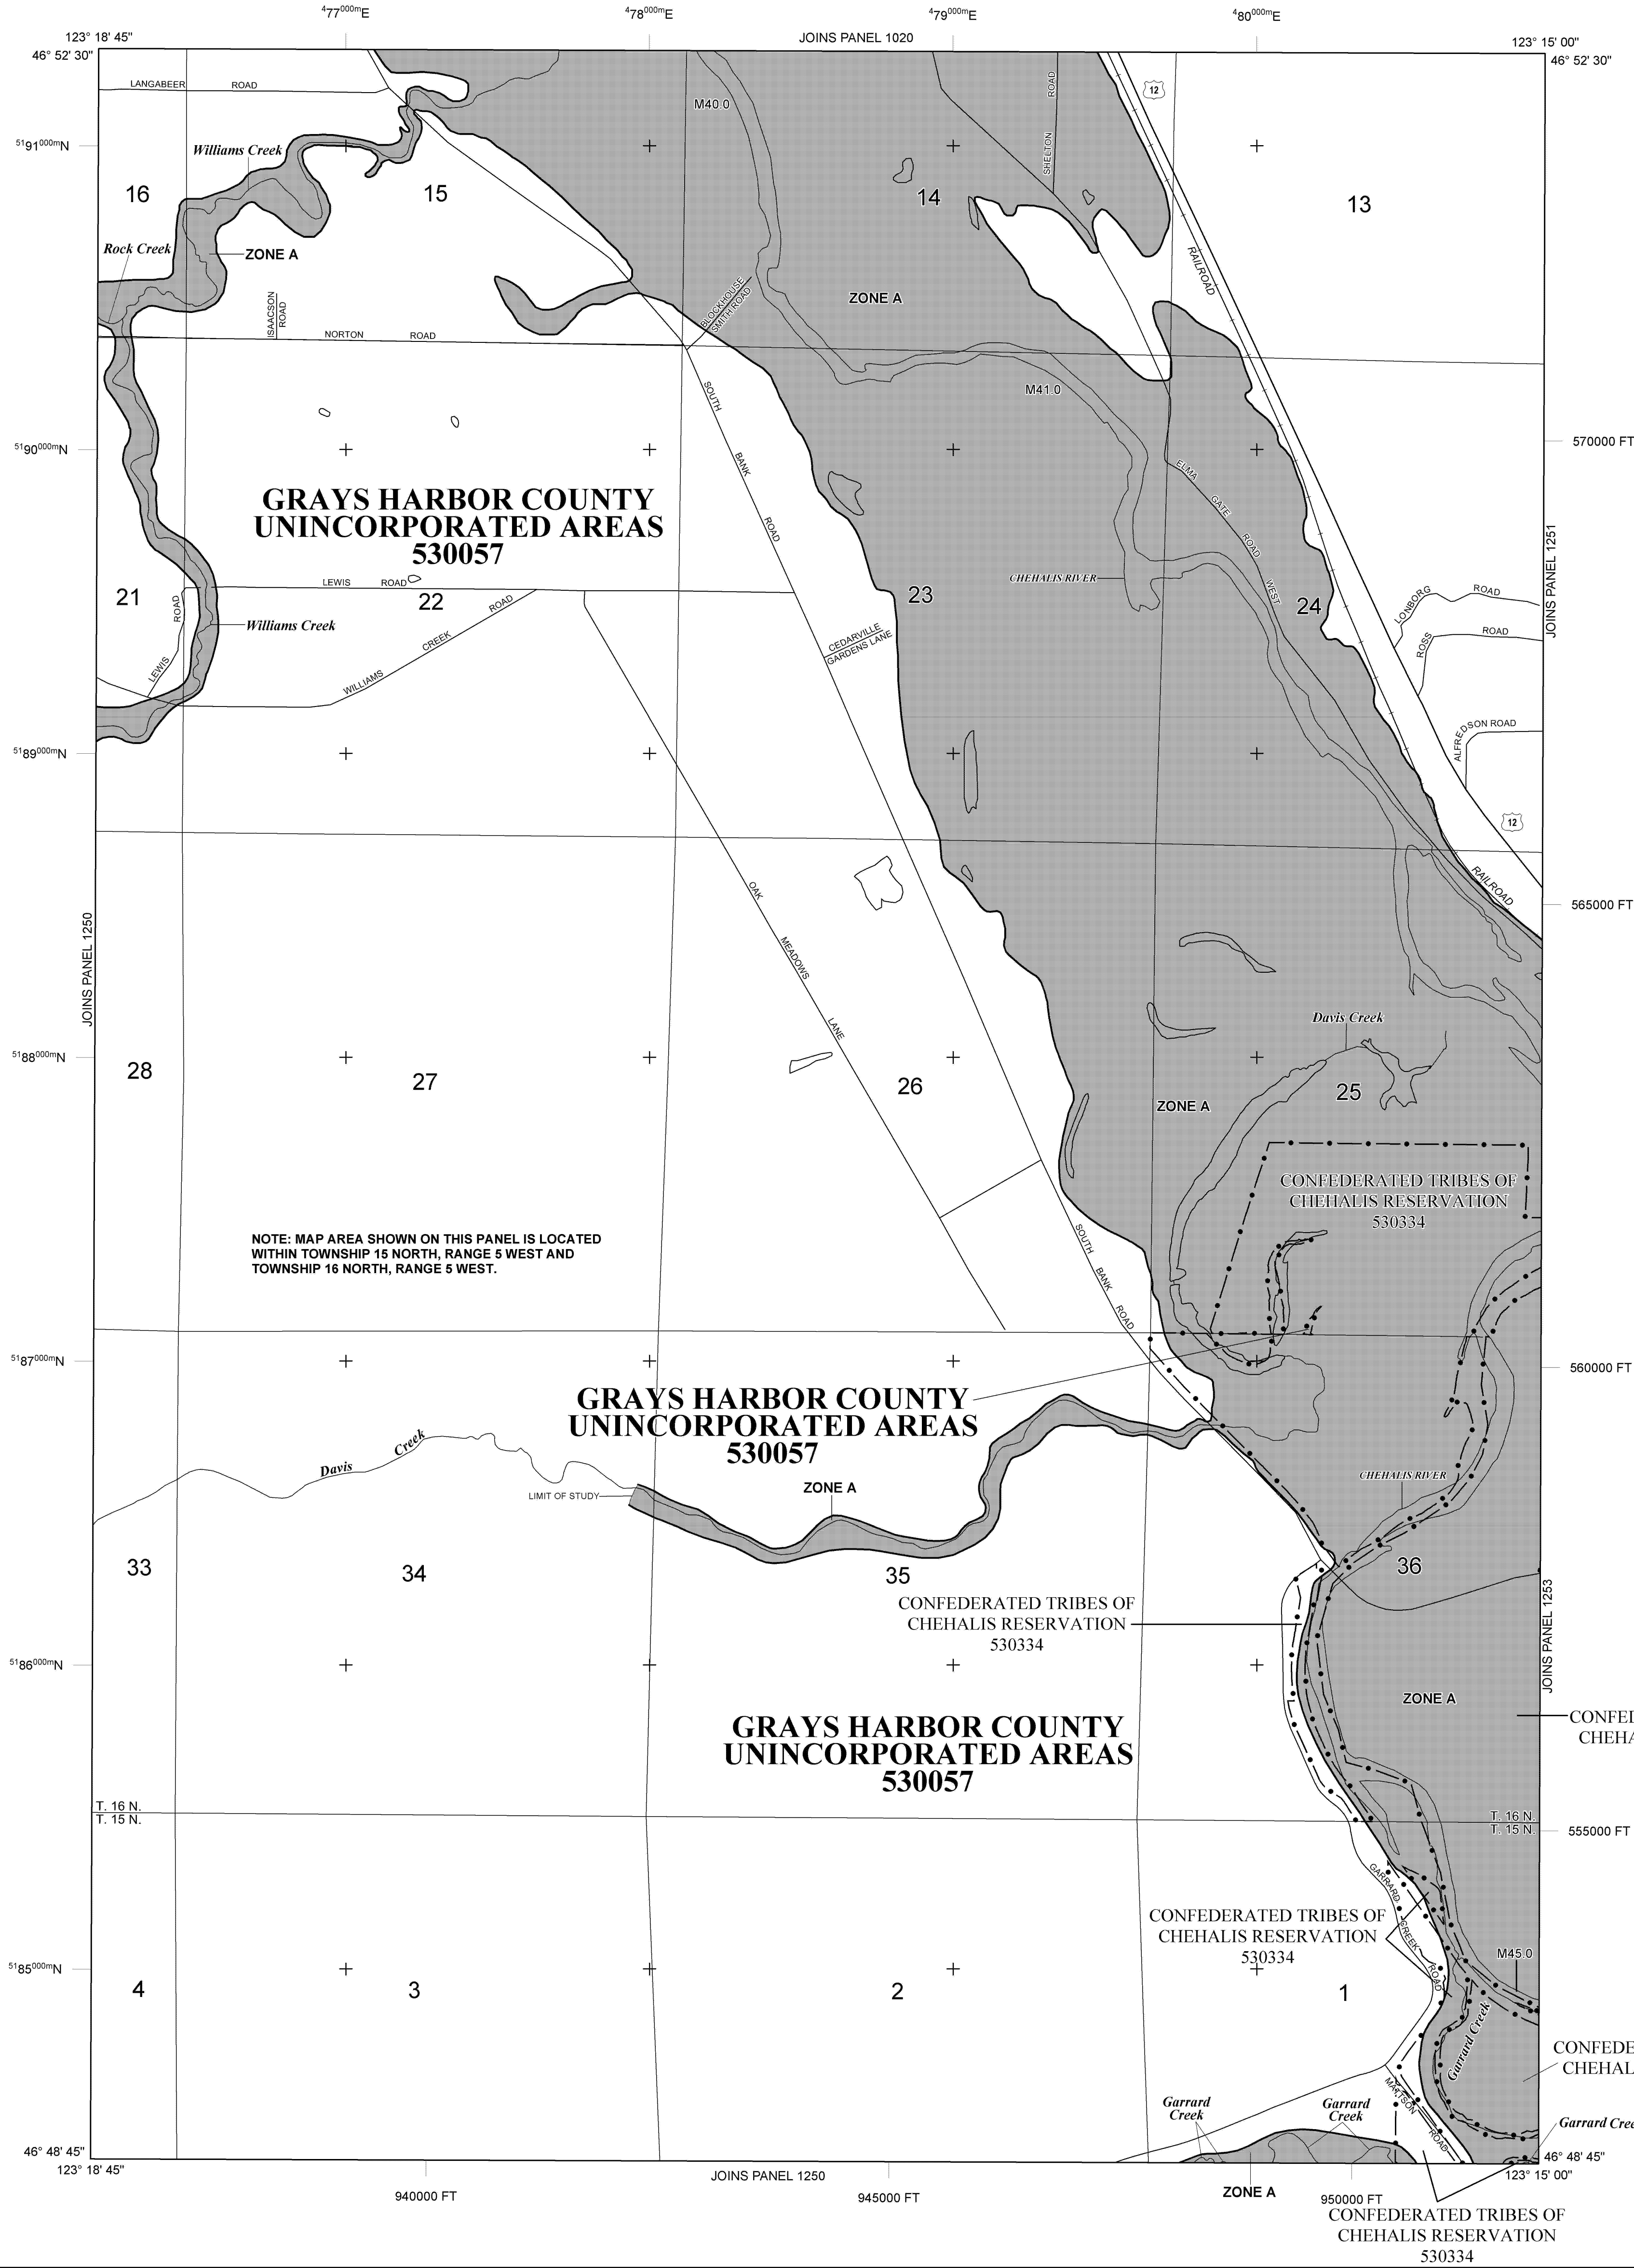 477000mE
478000mE
479000mE
480000mE
123° 18' 45"
JOINS PANEL 1020
123° 15' 00"
46° 52' 30"
46° 52' 30"
LANGABEER ROAD
12
M40.0
SHELTON ROAD
5191000mN
Williams Creek
16
15
14
13
Rock Creek
ZONE A
RAILROAD
ZONE A
ISAACSON ROAD
BLOCKHOUSE
SMITH ROAD
NORTON ROAD
M41.0
SOUTH BANK ROAD
5190000mN
570000 FT
ELMA GATE ROAD WEST
GRAYS HARBOR COUNTY
UNINCORPORATED AREAS
530057
JOINS PANEL 1251
CHEHALIS RIVER
LEWIS ROAD
21
22
23
24
LONBORG ROAD
ROSS ROAD
LEWIS ROAD
Williams Creek
WILLIAMS CREEK ROAD
CEDARVILLE
GARDENS LANE
ALFREDSON ROAD
5189000mN
12
RAILROAD
OAK MEADOWS LANE
565000 FT
JOINS PANEL 1250
Davis Creek
5188000mN
28
27
26
25
ZONE A
CONFEDERATED TRIBES OF
CHEHALIS RESERVATION
530334
NOTE: MAP AREA SHOWN ON THIS PANEL IS LOCATED
WITHIN TOWNSHIP 15 NORTH, RANGE 5 WEST AND
TOWNSHIP 16 NORTH, RANGE 5 WEST.
SOUTH BANK ROAD
5187000mN
560000 FT
GRAYS HARBOR COUNTY
UNINCORPORATED AREAS
530057
Davis Creek
CHEHALIS RIVER
LIMIT OF STUDY
ZONE A
33
34
35
36
CONFEDERATED TRIBES OF
CHEHALIS RESERVATION
530334
JOINS PANEL 1253
5186000mN
ZONE A
CONFED
CHEHA
GRAYS HARBOR COUNTY
UNINCORPORATED AREAS
530057
T. 16 N.
T. 15 N.
T. 16 N.
T. 15 N.
555000 FT
GARRARD CREEK ROAD
CONFEDERATED TRIBES OF
CHEHALIS RESERVATION
530334
M45.0
5185000mN
4
3
2
1
Garrard Creek
CONFEDE
CHEHAL
MATTSON ROAD
Garrard
Creek
Garrard
Creek
Garrard Cree
46° 48' 45"
46° 48' 45"
123° 18' 45"
JOINS PANEL 1250
123° 15' 00"
940000 FT
945000 FT
ZONE A
950000 FT
CONFEDERATED TRIBES OF
CHEHALIS RESERVATION
530334